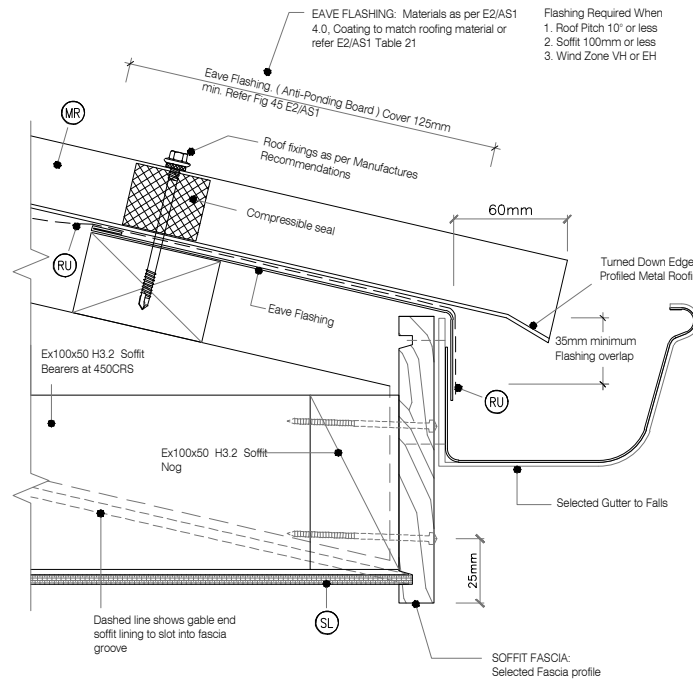 EAVE FLASHING: Materials as per E2/AS1
4.0, Coating to match roofing material or
refer E2/AS1 Table 21
Flashing Required When
1. Roof Pitch 10° or less
2. Soffit 100mm or less
3. Wind Zone VH or EH
Eave Flashing. ( Anti-Ponding Board ) Cover 125mm
min. Refer Fig 45 E2/AS1
MR
Roof fixings as per Manufactures
Recommendations
Compressible seal
60mm
RU
Turned Down Edge
Profiled Metal Roofi
Eave Flashing
35mm minimum
Flashing overlap
Ex100x50 H3.2 Soffit
Bearers at 450CRS
RU
Ex100x50 H3.2 Soffit
Nog
Selected Gutter to Falls
25mm
Dashed line shows gable end
soffit lining to slot into fascia
groove
SL
SOFFIT FASCIA:
Selected Fascia profile